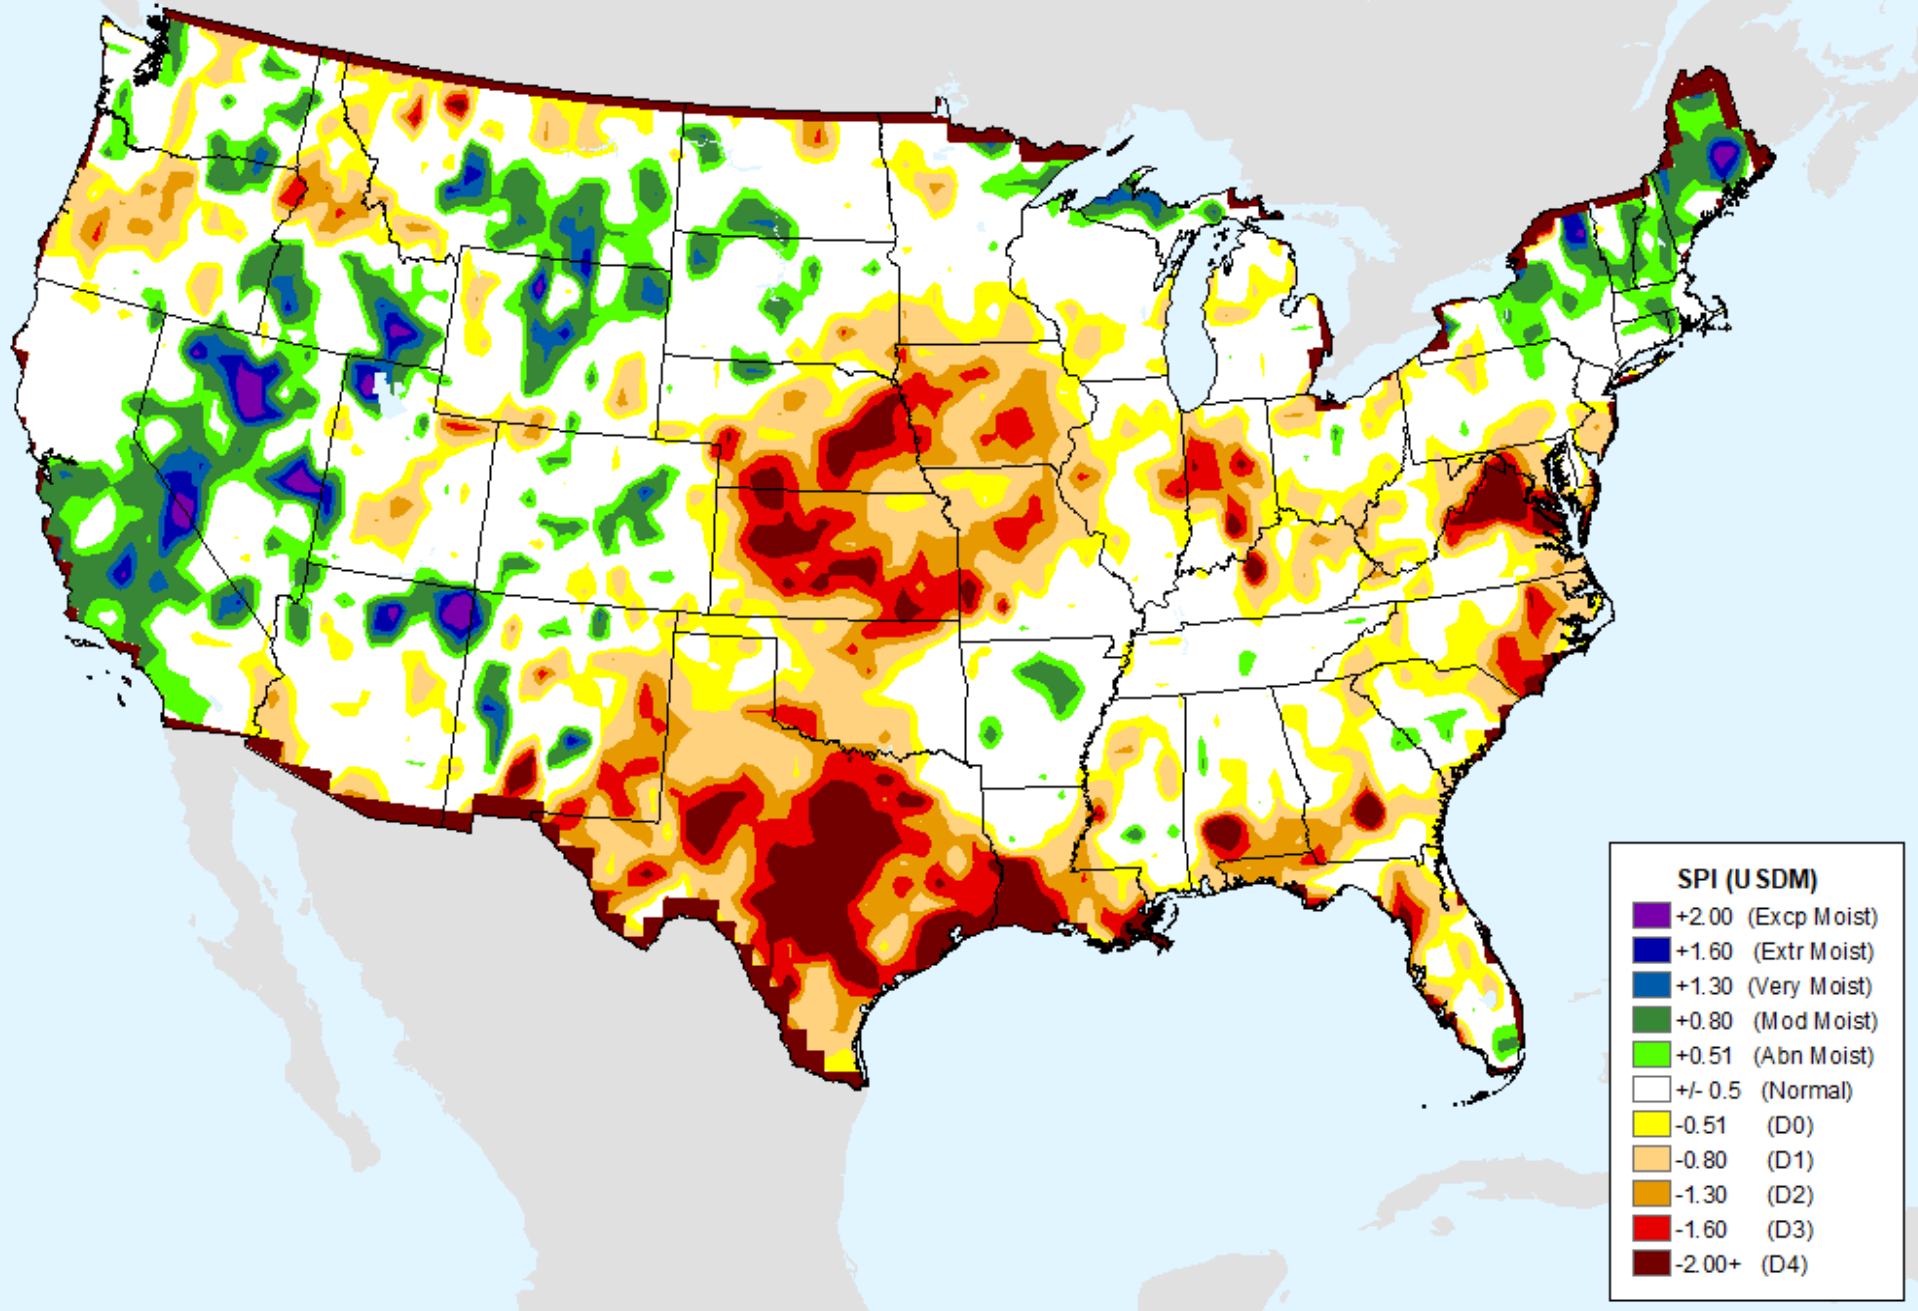 SPI (USDM)
+2.00 (Excp Moist)
+1.60 (Extr Moist)
+1.30 (Very Moist)
+0.80 (Mod Moist)
+0.51 (Abn Moist)
+/- 0.5 (Normal)
-0.51 (D0)
-0.80 (D1)
-1.30 (D2)
-1.60 (D3)
-2.00+ (D4)